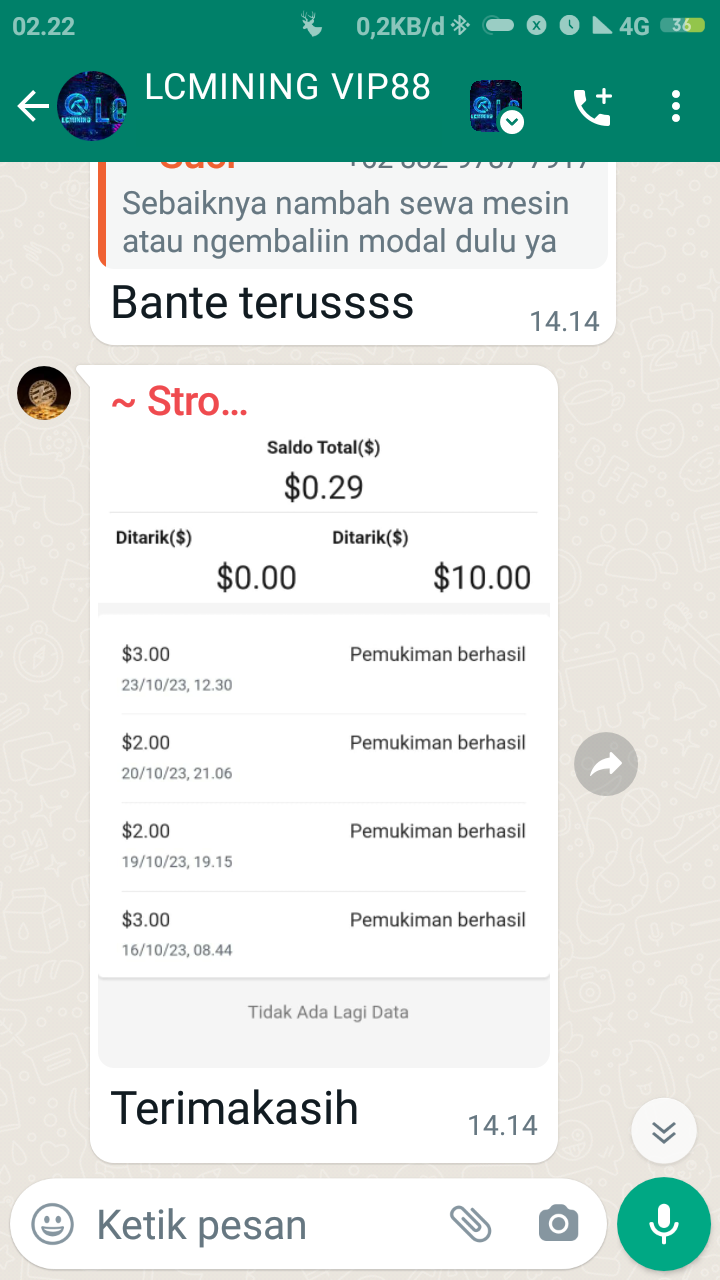 02.22
0,2KB/d
4G
36
LCMINING VIP88
Sebaiknya nambah sewa mesin
atau ngembaliin modal dulu ya
Bante terussss
14.14
~ Stro...
Saldo Total($)
$0.29
Ditarik($) Ditarik($)
$0.00 $10.00
$3.00 Pemukiman berhasil
23/10/23, 12.30
$2.00 Pemukiman berhasil
20/10/23, 21.06
$2.00 Pemukiman berhasil
19/10/23, 19.15
$3.00 Pemukiman berhasil
16/10/23, 08.44
Tidak Ada Lagi Data
Terimakasih
14.14
Ketik pesan